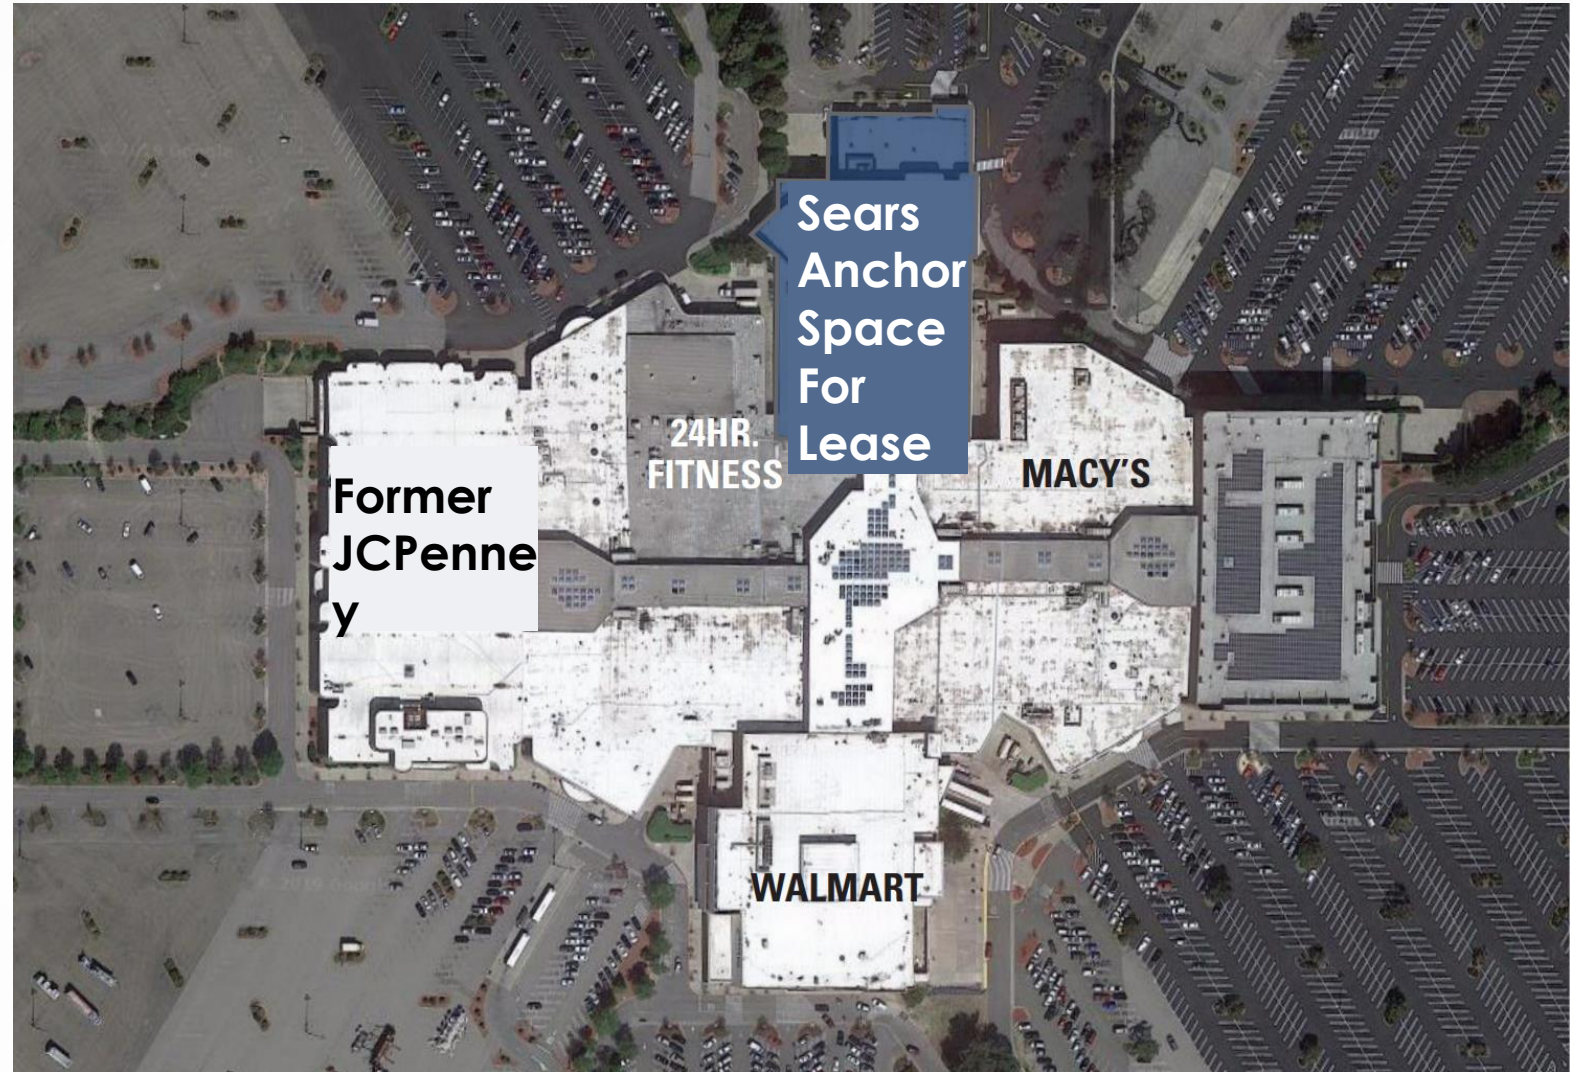 Sears
Anchor
Space
For
Lease
24HR.
FITNESS
MACY'S
Former
JCPenne
y
WALMART